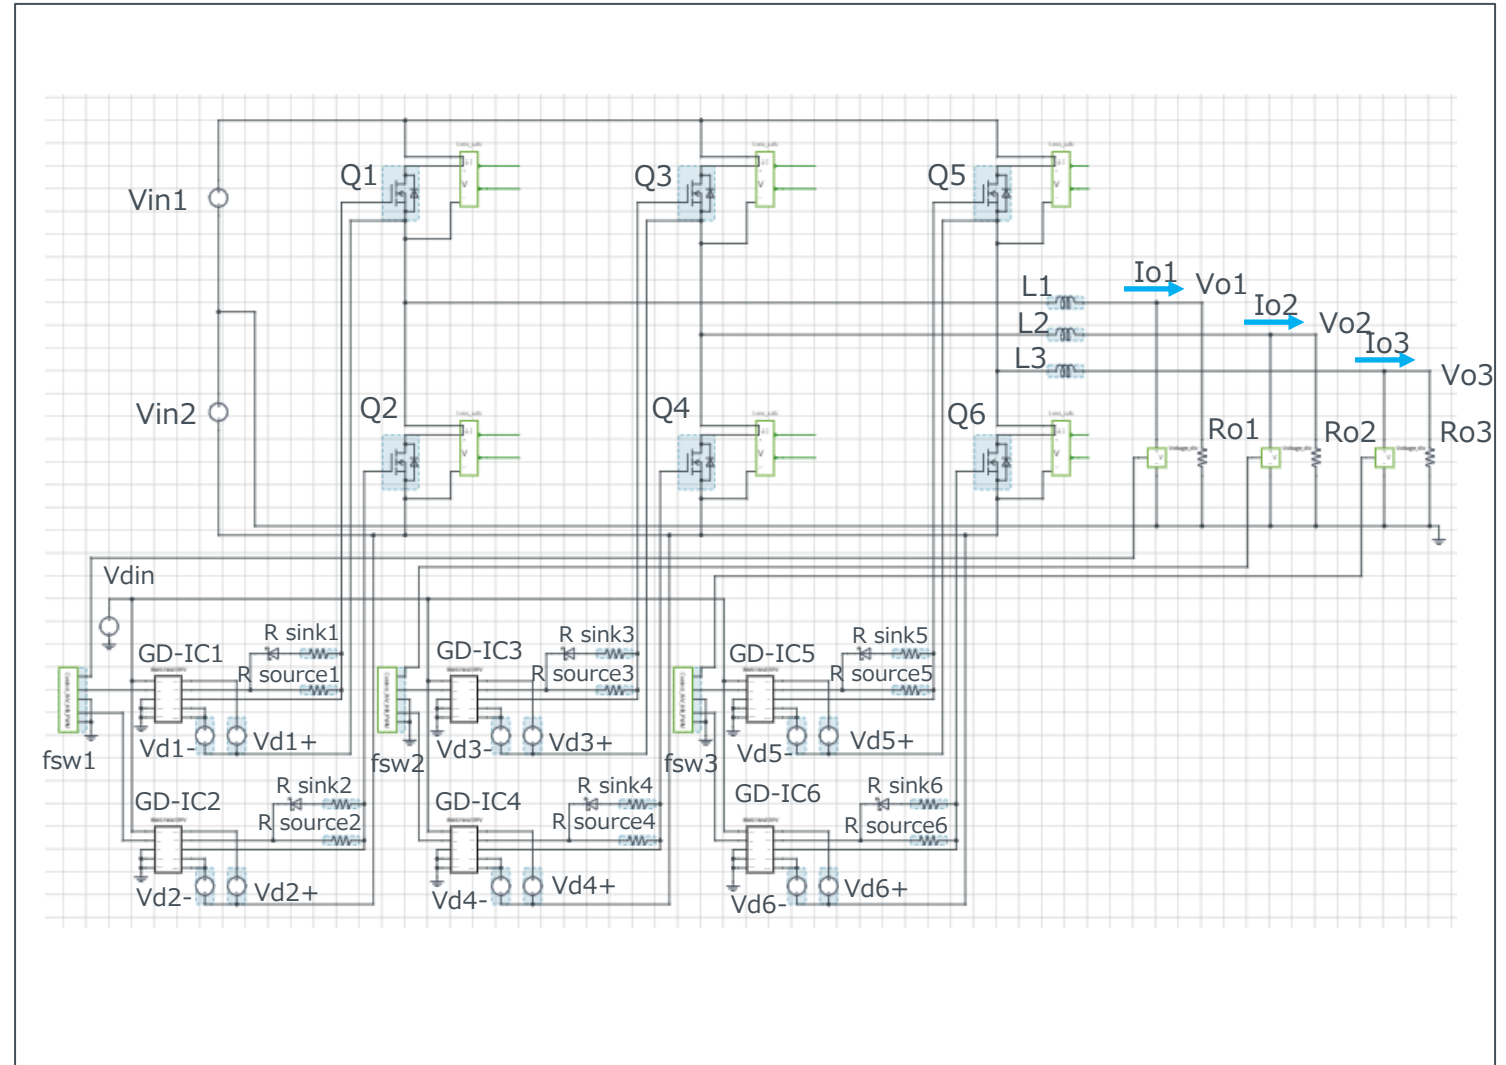 Q1
Q3
Q5
Vin1
Io1
Vo1
L1
Io2
Vo2
L2
Io3
L3
Vo3
Vin2
Q2
Q4
Q6
Ro1
Ro2
Ro3
Vdin
R sink1
R sink3
R sink5
GD-IC1
GD-IC3
GD-IC5
R source1
R source3
R source5
Vd1-
Vd1+
Vd3-
Vd3+
Vd5-
Vd5+
fsw1
fsw2
fsw3
R sink2
R sink4
R sink6
GD-IC2
GD-IC4
GD-IC6
R source2
R source4
R source6
Vd2-
Vd2+
Vd4-
Vd4+
Vd6-
Vd6+